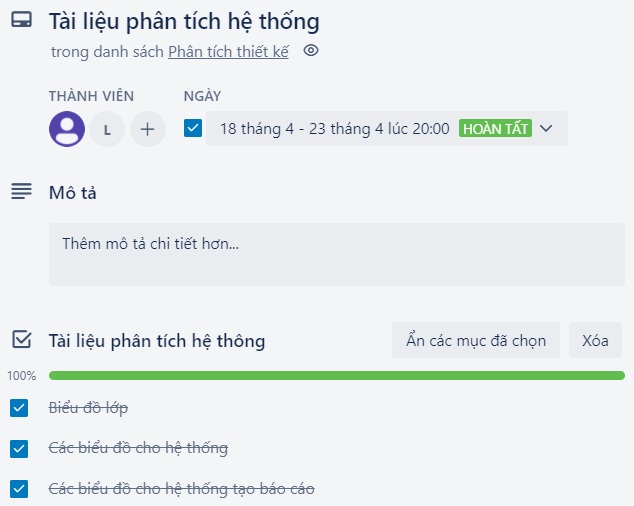 Tài liệu phân tích hệ thống
trong danh sách Phân tích thiết kế
THÀNH VIÊN NGÀY
L + 18 tháng 4 - 23 tháng 4 lúc 20:00 HOÀN TẤT
Mô tả
Thêm mô tả chi tiết hơn...
Tài liệu phân tích hệ thông Ẩn các mục đã chọn Xóa
100%
Biểu đồ lớp
Các biểu đồ cho hệ thống
Các biểu đồ cho hệ thống tạo báo cáo